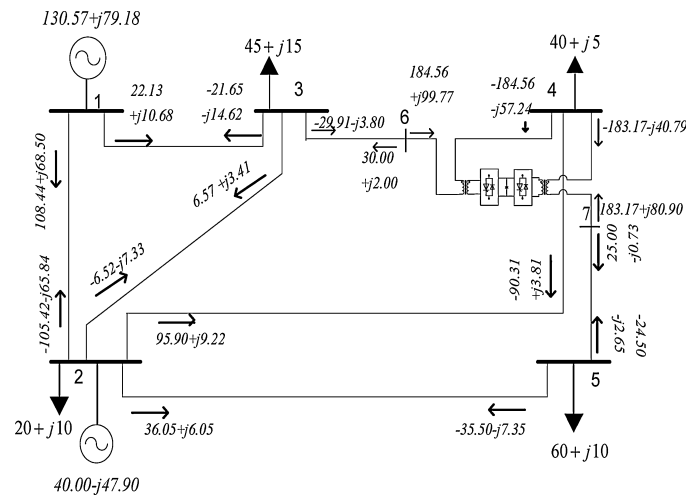 130.57+j79.18
45+ j15
40+ j5
184.56
+j99.77
22.13
+j10.68
-21.65
-j14.62
-184.56
-j57.24
1
3
6
4
-29.91-j3.80
-183.17-j40.79
30.00
+j2.00
108.44+j68.50
6.57 +j3.41
7
183.17+j80.90
25.00
-j0.73
-6.52-j7.33
-90.31
+j3.81
-105.42-j65.84
95.90+j9.22
-24.50
-j2.65
2
5
20+ j10
36.05+j6.05
-35.50-j7.35
60+ j10
40.00-j47.90